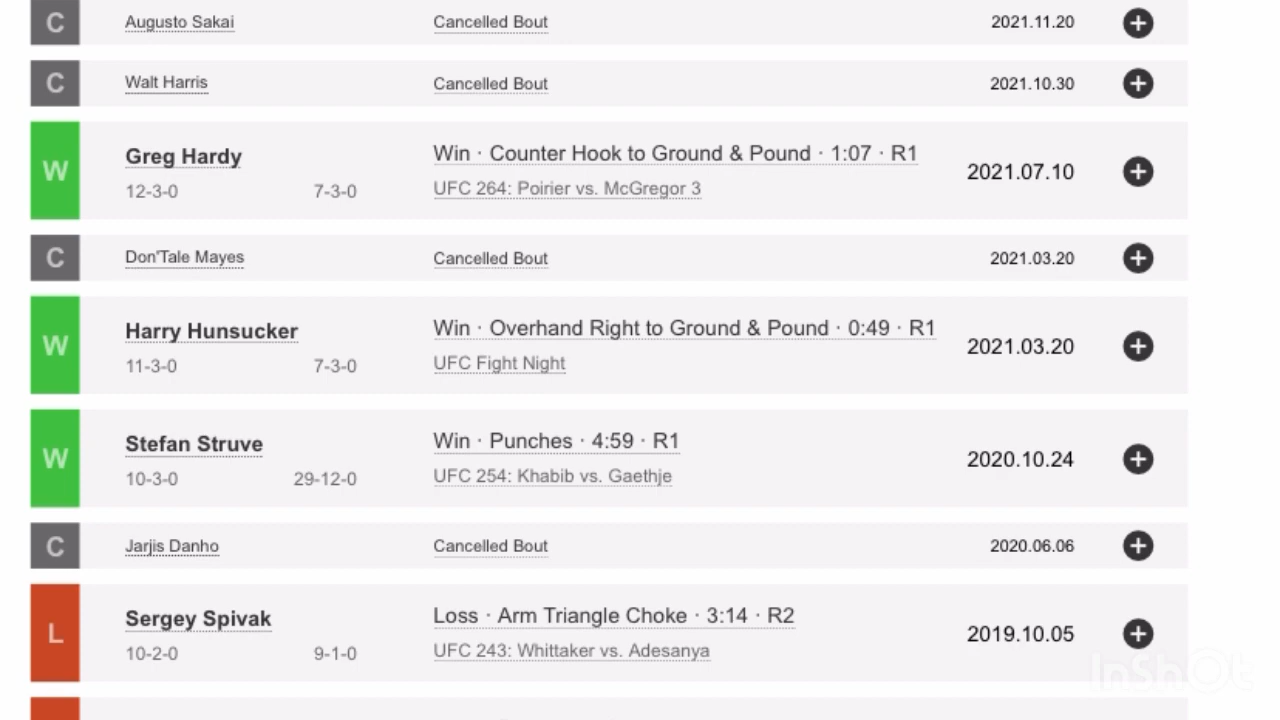 C Augusto Sakai Cancelled Bout 2021.11.20 +
C Walt Harris Cancelled Bout 2021.10.30 +
W Greg Hardy Win · Counter Hook to Ground & Pound · 1:07 · R1 2021.07.10 +
12-3-0 7-3-0 UFC 264: Poirier vs. McGregor 3
C Don'Tale Mayes Cancelled Bout 2021.03.20 +
W Harry Hunsucker Win · Overhand Right to Ground & Pound · 0:49 · R1 2021.03.20 +
11-3-0 7-3-0 UFC Fight Night
W Stefan Struve Win · Punches · 4:59 · R1 2020.10.24 +
10-3-0 29-12-0 UFC 254: Khabib vs. Gaethje
C Jarjis Danho Cancelled Bout 2020.06.06 +
L Sergey Spivak Loss · Arm Triangle Choke · 3:14 · R2 2019.10.05 +
10-2-0 9-1-0 UFC 243: Whittaker vs. Adesanya
InShOt